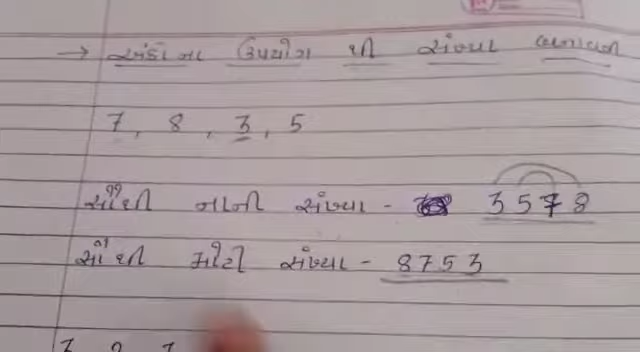 → અંકોના ઉપયોગ થી સંખ્યા બનાવવી
7, 8, 3, 5
સૌથી નાની સંખ્યા - 3578
સૌથી મોટી સંખ્યા - 8753